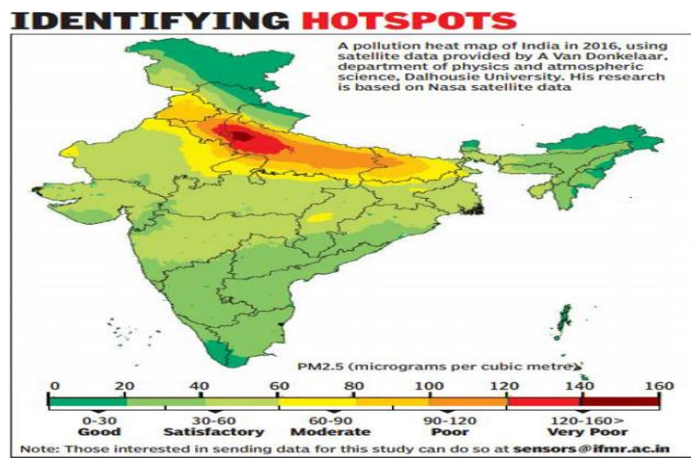 IDENTIFYING HOTSPOTS
A pollution heat map of India in 2016, using
satellite data provided by A Van Donkelaar,
department of physics and atmospheric
science, Dalhousie University. His research
is based on Nasa satellite data
PM2.5 (micrograms per cubic metre)
0 20 40 60 80 100 120 140 160
0-30 30-60 60-90 90-120 120-160>
Good Satisfactory Moderate Poor Very Poor
Note: Those interested in sending data for this study can do so at sensors@ifmr.ac.in